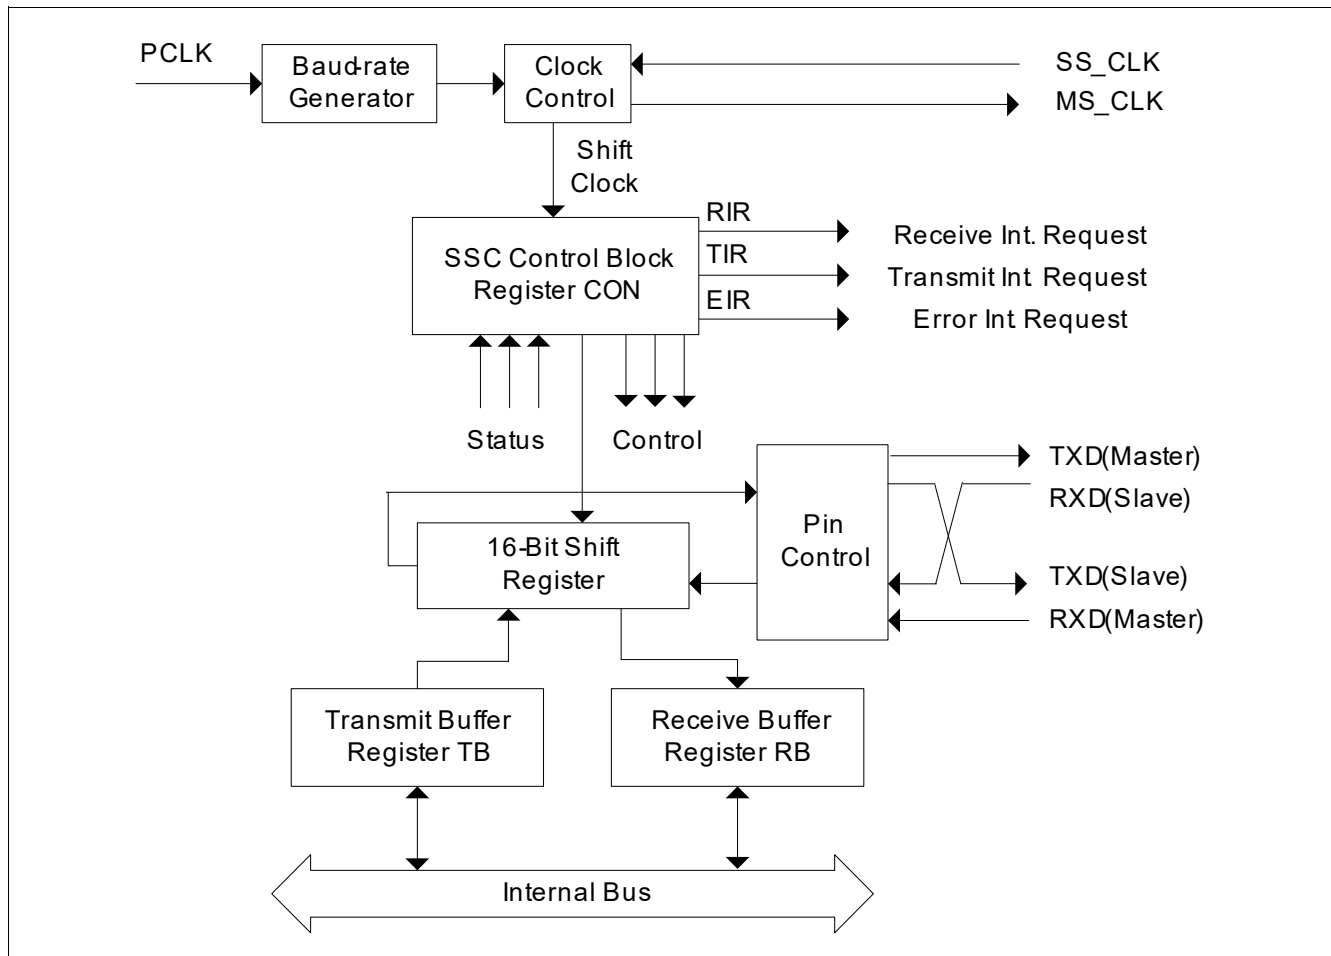 PCLK
Baud-rate
Generator
Clock
Control
SS_CLK
MS_CLK
Shift
Clock
RIR
TIR
EIR
SSC Control Block
Register CON
Receive Int. Request
Transmit Int. Request
Error Int. Request
Status
Control
TXD(Master)
RXD(Slave)
Pin
Control
16-Bit Shift
Register
TXD(Slave)
RXD(Master)
Transmit Buffer
Register TB
Receive Buffer
Register RB
Internal Bus